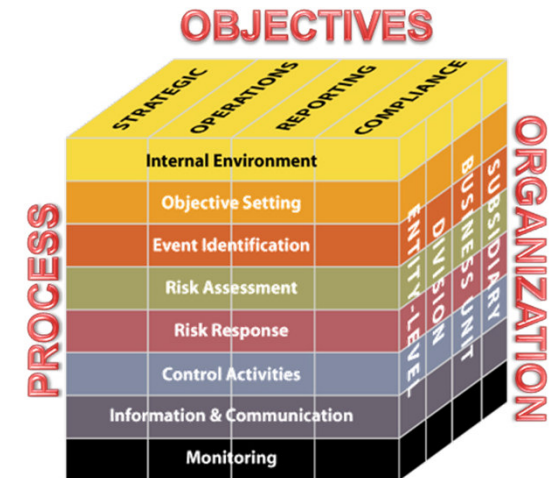 OBJECTIVES
STRATEGIC
OPERATIONS
REPORTING
COMPLIANCE
PROCESS
Internal Environment
Objective Setting
Event Identification
Risk Assessment
Risk Response
Control Activities
Information & Communication
Monitoring
ENTITY-LEVEL
DIVISION
BUSINESS UNIT
SUBSIDIARY
ORGANIZATION